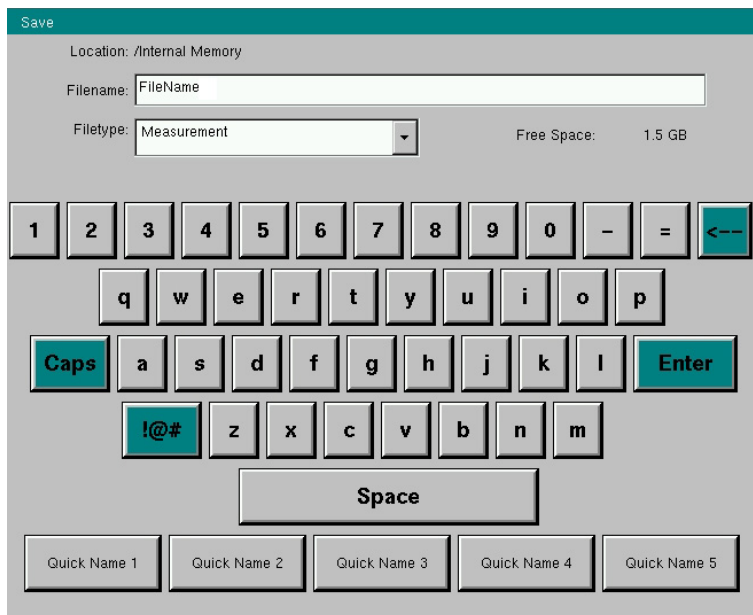 Save
Location: /Internal Memory
Filename: FileName
Filetype: Measurement Free Space: 1.5 GB
1 2 3 4 5 6 7 8 9 0 - = <--
q w e r t y u i o p
Caps a s d f g h j k l Enter
!@# z x c v b n m
Space
Quick Name 1 Quick Name 2 Quick Name 3 Quick Name 4 Quick Name 5